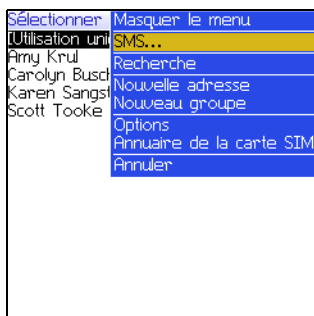 Sélectionner
[Utilisation uni
Amy Krul
Carolyn Busch
Karen Sangst
Scott Tooke
Masquer le menu
SMS...
Recherche
Nouvelle adresse
Nouveau groupe
Options
Annuaire de la carte SIM
Annuler